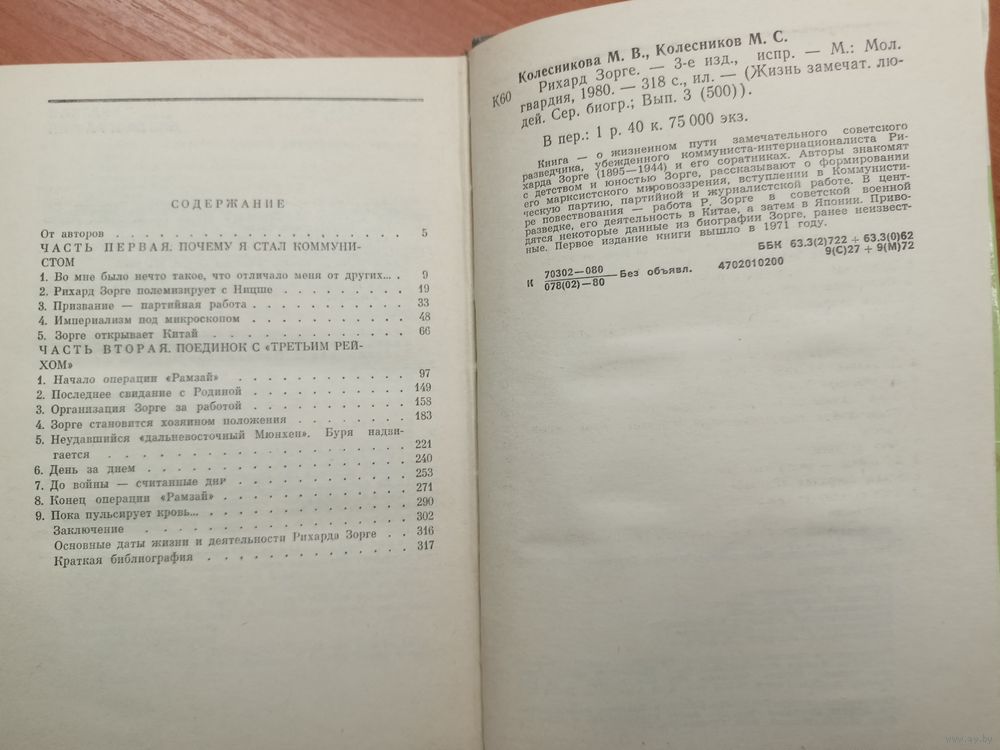 СОДЕРЖАНИЕ
От авторов . . . . . . . . . . . . . . . . . . . 5
ЧАСТЬ ПЕРВАЯ. ПОЧЕМУ Я СТАЛ КОММУНИ-
СТОМ
1. Во мне было нечто такое, что отличало меня от других... . 9
2. Рихард Зорге полемизирует с Ницше . . . . . . . . 19
3. Призвание — партийная работа . . . . . . . . . . 33
4. Империализм под микроскопом . . . . . . . . . . 48
5. Зорге открывает Китай . . . . . . . . . . . . . 66
ЧАСТЬ ВТОРАЯ. ПОЕДИНОК С «ТРЕТЬИМ РЕЙ-
ХОМ»
1. Начало операции «Рамзай» . . . . . . . . . . . . 97
2. Последнее свидание с Родиной . . . . . . . . . . 149
3. Организация Зорге за работой . . . . . . . . . . 158
4. Зорге становится хозяином положения . . . . . . . 183
5. Неудавшийся «дальневосточный Мюнхен». Буря надви-
гается . . . . . . . . . . . . . . . . . . . 221
6. День за днем . . . . . . . . . . . . . . . . . 240
7. До войны — считанные дни . . . . . . . . . . . . 253
8. Конец операции «Рамзай» . . . . . . . . . . . . 271
9. Пока пульсирует кровь... . . . . . . . . . . . . 290
Заключение . . . . . . . . . . . . . . . . . . 302
Основные даты жизни и деятельности Рихарда Зорге . . 316
Краткая библиография . . . . . . . . . . . . . . 317
Колесникова М. В., Колесников М. С.
К60 Рихард Зорге. — 3-е изд., испр. — М.: Мол.
гвардия, 1980. — 318 с., ил. — (Жизнь замечат. лю-
дей. Сер. биогр.; Вып. 3 (500)).
В пер.: 1 р. 40 к. 75 000 экз.
Книга — о жизненном пути замечательного советского
разведчика, убежденного коммуниста-интернационалиста Ри-
харда Зорге (1895—1944) и его соратниках. Авторы знакомят
с детством и юностью Зорге, рассказывают о формировании
его марксистского мировоззрения, вступлении в Коммунисти-
ческую партию, партийной и журналистской работе. В цент-
ре повествования — работа Р. Зорге в советской военной
разведке, его деятельность в Китае, а затем в Японии. Приво-
дятся некоторые данные из биографии Зорге, ранее неизвест-
ные. Первое издание книги вышло в 1971 году.
ББК 63.3(2)722 + 63.3(0)62
9(С)27 + 9(М)72
70302—080
И Без объявл. 4702010200
078(02)—80
www.ay.by